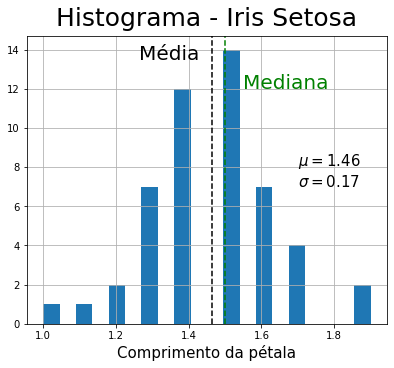 Histograma - Iris Setosa
14
12
10
8
6
4
2
0
Média
Mediana
μ = 1.46
σ = 0.17
1.0 1.2 1.4 1.6 1.8
Comprimento da pétala